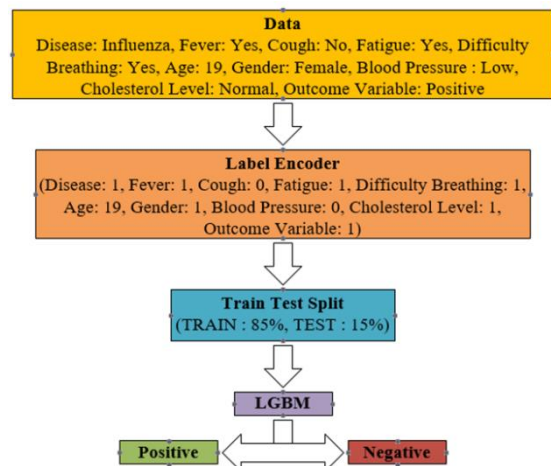 Data
Disease: Influenza, Fever: Yes, Cough: No, Fatigue: Yes, Difficulty
Breathing: Yes, Age: 19, Gender: Female, Blood Pressure : Low,
Cholesterol Level: Normal, Outcome Variable: Positive
Label Encoder
(Disease: 1, Fever: 1, Cough: 0, Fatigue: 1, Difficulty Breathing: 1,
Age: 19, Gender: 1, Blood Pressure: 0, Cholesterol Level: 1,
Outcome Variable: 1)
Train Test Split
(TRAIN : 85%, TEST : 15%)
LGBM
Positive
Negative